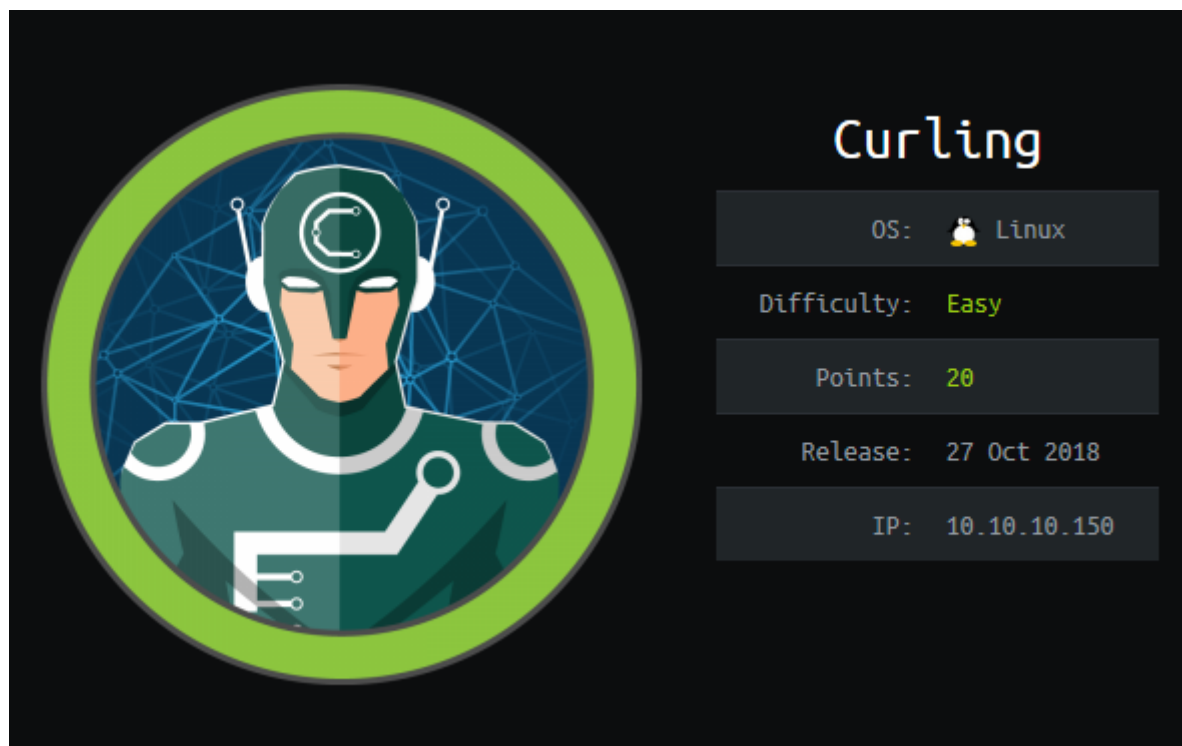 Curling
OS: Linux
Difficulty: Easy
Points: 20
Release: 27 Oct 2018
IP: 10.10.10.150